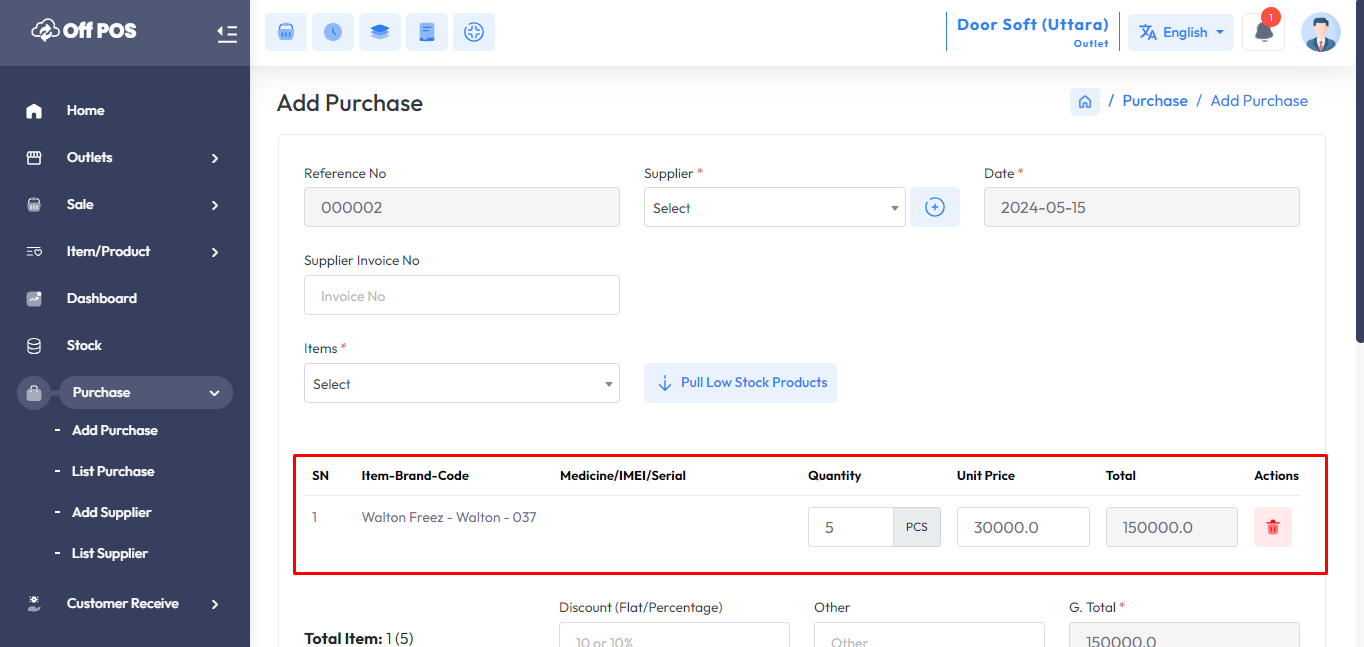 Off POS
Door Soft (Uttara)
Outlet
English
1
Home
Outlets
Sale
Item/Product
Dashboard
Stock
Purchase
- Add Purchase
- List Purchase
- Add Supplier
- List Supplier
Customer Receive
Add Purchase
/ Purchase / Add Purchase
Reference No
000002
Supplier *
Select
Date *
2024-05-15
Supplier Invoice No
Invoice No
Items *
Select
Pull Low Stock Products
SN Item-Brand-Code Medicine/IMEI/Serial Quantity Unit Price Total Actions
1 Walton Freez - Walton - 037 5 PCS 30000.0 150000.0
Total Item: 1 (5)
Discount (Flat/Percentage)
10 or 10%
Other
Other
G. Total *
150000.0